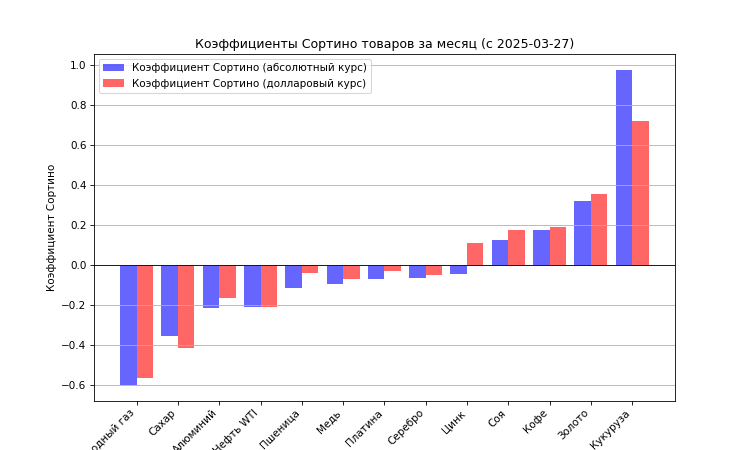 Коэффициенты Сортино товаров за месяц (с 2025-03-27)
Коэффициент Сортино (абсолютный курс)
Коэффициент Сортино (долларовый курс)
Коэффициент Сортино
1.0
0.8
0.6
0.4
0.2
0.0
−0.2
−0.4
−0.6
одный газ
Сахар
Алюминий
Нефть WTI
Пшеница
Медь
Платина
Серебро
Цинк
Соя
Кофе
Золото
Кукуруза